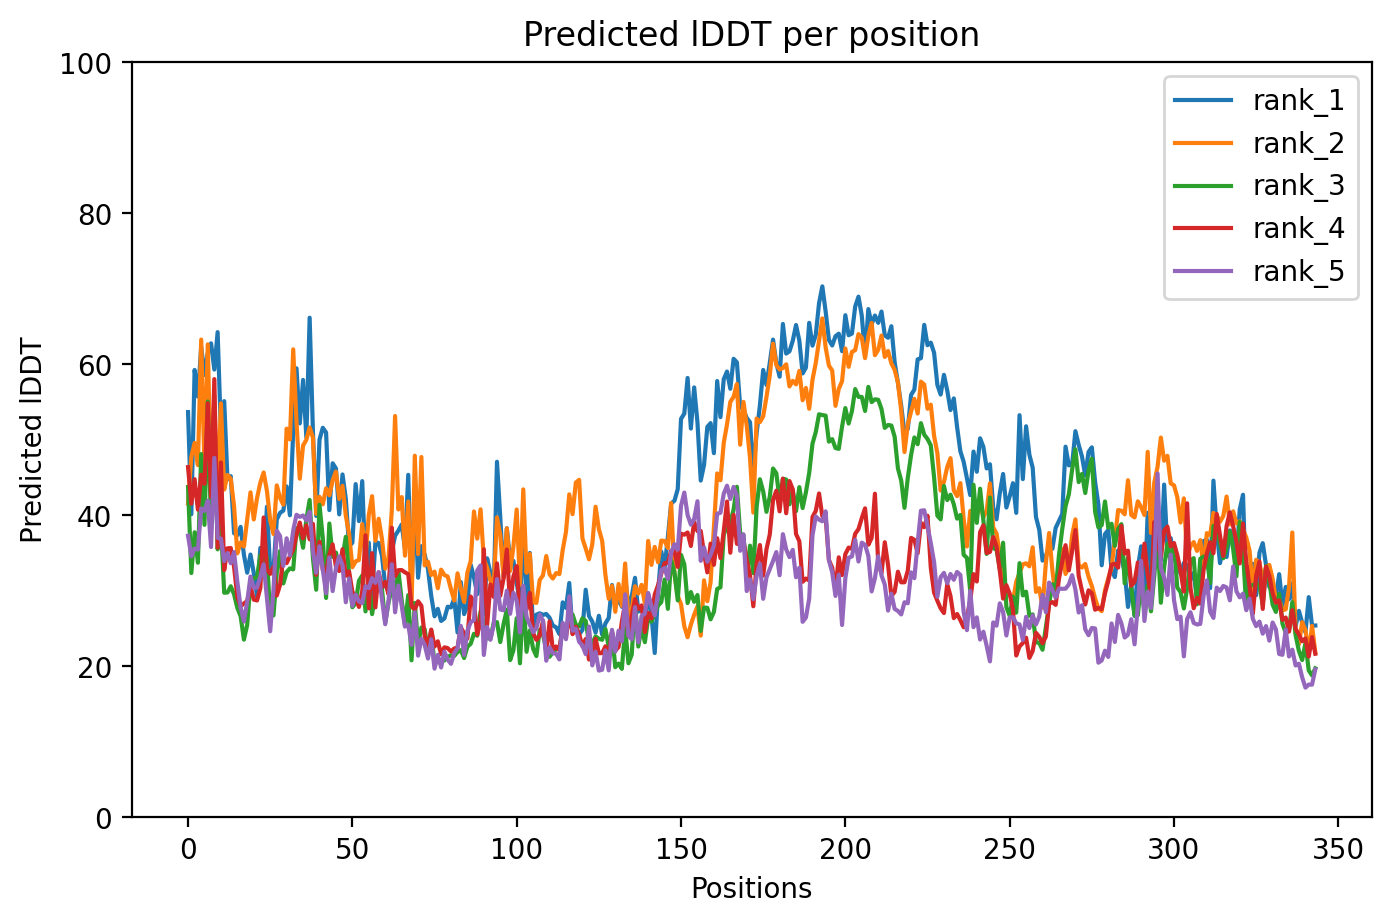 Predicted lDDT per position
Predicted lDDT
100
80
60
40
20
0
rank_1
rank_2
rank_3
rank_4
rank_5
0 50 100 150 200 250 300 350
Positions